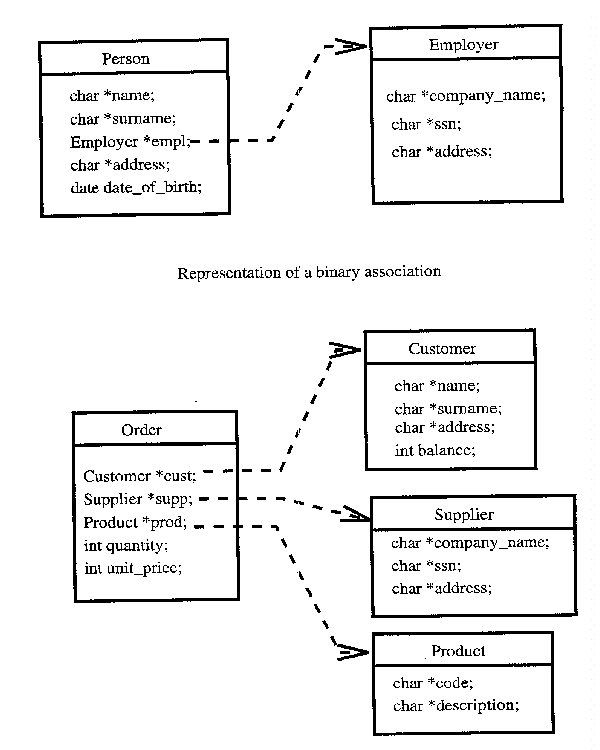 Person
char *name;
char *surname;
Employer *empl;
char *address;
date date_of_birth;
Employer
char *company_name;
char *ssn;
char *address;
Representation of a binary association
Order
Customer *cust;
Supplier *supp;
Product *prod;
int quantity;
int unit_price;
Customer
char *name;
char *surname;
char *address;
int balance;
Supplier
char *company_name;
char *ssn;
char *address;
Product
char *code;
char *description;